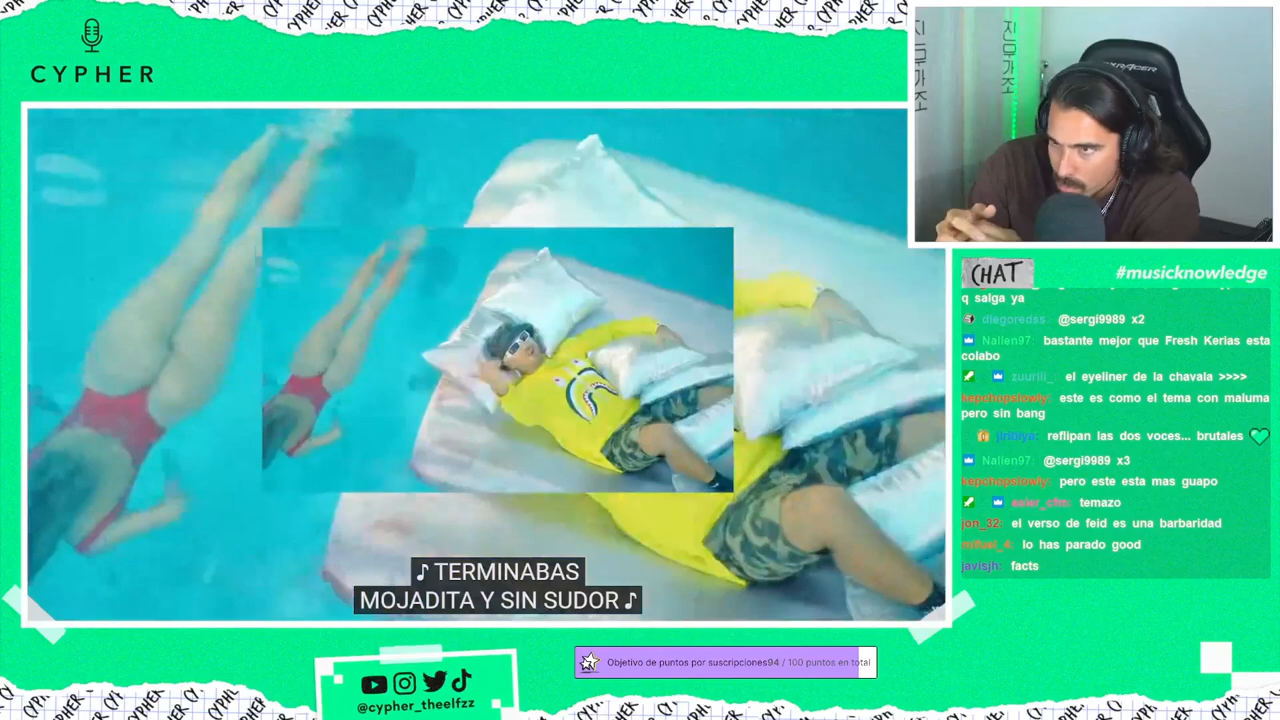 CYPHER
CHAT
#musicknowledge
q salga ya
diegoredss @sergi9989 x2
Nallen97: bastante mejor que Fresh Kerias esta
colabo
zuurili_ el eyeliner de la chavala >>>>
kepchopslowly: este es como el tema con maluma
pero sin bang
jiribiya: reflipan las dos voces... brutales
Nallen97: @sergi9989 x3
kepchopslowly: pero este esta mas guapo
temazo
jon_32: el verso de feid es una barbaridad
lo has parado good
javisjh: facts
♪ TERMINABAS
MOJADITA Y SIN SUDOR ♪
Objetivo de puntos por suscripciones94 / 100 puntos en total
@cypher_theelfzz